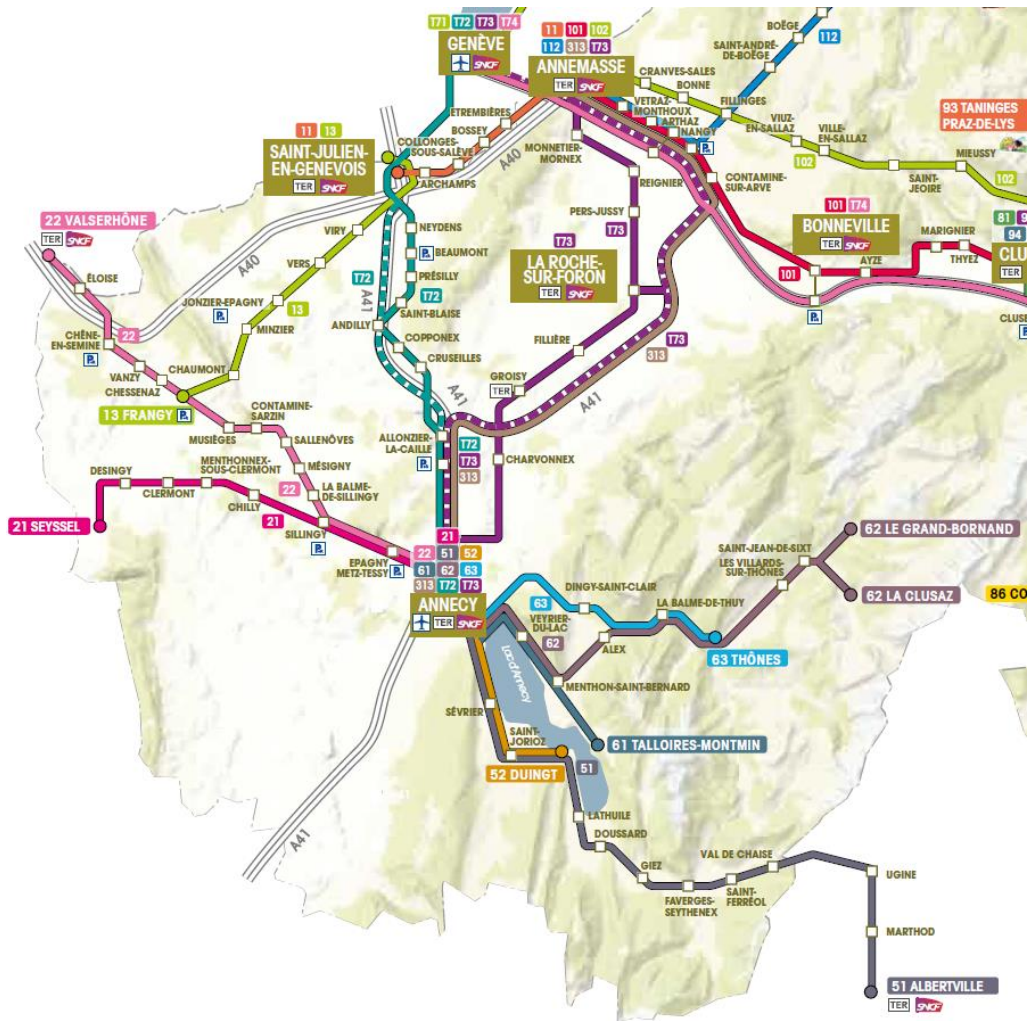 T71 T72 T73 T74
GENÈVE
SNCF
11 101 102
112 313 T73
ANNEMASSE
TER SNCF
BOËGE
SAINT-ANDRÉ-
DE-BOËGE
112
CRANVES-SALES
BONNE
FILLINGES
VETRAZ-
MONTHOUX
ARTHAZ
NANGY
P
VIUZ-
EN-SALLAZ
VILLE-
EN-SALLAZ
102
93 TANINGES
PRAZ-DE-LYS
MIEUSSY
SAINT-
JEOIRE
102
ETREMBIÈRES
BOSSEY
COLLONGES-
SOUS-SALÈVE
ARCHAMPS
A40
11 13
SAINT-JULIEN-
EN-GENEVOIS
TER SNCF
MONNETIER-
MORNEX
REIGNIER
CONTAMINE-
SUR-ARVE
PERS-JUSSY
T73
T73
LA ROCHE-
SUR-FORON
TER SNCF
101 T74
BONNEVILLE
TER SNCF
MARIGNIER
THYEZ
AYZE
101
P
81
94
CLU
TER
CLUSE
22 VALSERHÔNE
TER SNCF
ÉLOISE
A40
VIRY
VERS
JONZIER-EPAGNY
P
13
MINZIER
NEYDENS
P
BEAUMONT
PRÉSILLY
T72
SAINT-BLAISE
T72
A41
ANDILLY
COPPONEX
CRUSEILLES
22
CHÊNE-
EN-SEMINE
P
VANZY
CHESSENAZ
CHAUMONT
13 FRANGY
P
FILLIÈRE
GROISY
TER
T73
313
A41
A41
CONTAMINE-
SARZIN
MUSIÈGES
SALLENÔVES
MÉSIGNY
22
LA BALME-
DE-SILLINGY
ALLONZIER-
LA-CAILLE
P
T72
T73
313
CHARVONNEX
DESINGY
CLERMONT
MENTHONNEX-
SOUS-CLERMONT
CHILLY
21
21 SEYSSEL
SILLINGY
P
EPAGNY
METZ-TESSY
P
21
22 51 52
61 62 63
313 T72 T73
ANNECY
TER SNCF
62 LE GRAND-BORNAND
SAINT-JEAN-DE-SIXT
LES VILLARDS-
SUR-THÔNES
62 LA CLUSAZ
86 CO
DINGY-SAINT-CLAIR
LA BALME-DE-THUY
63
VEYRIER-
DU-LAC
62
ALEX
63 THÔNES
MENTHON-SAINT-BERNARD
Lac d'Annecy
SÉVRIER
SAINT-
JORIOZ
61 TALLOIRES-MONTMIN
52 DUINGT
51
LATHUILE
DOUSSARD
GIEZ
VAL DE CHAISE
FAVERGES-
SEYTHENEX
SAINT-
FERRÉOL
UGINE
MARTHOD
51 ALBERTVILLE
TER SNCF
A41